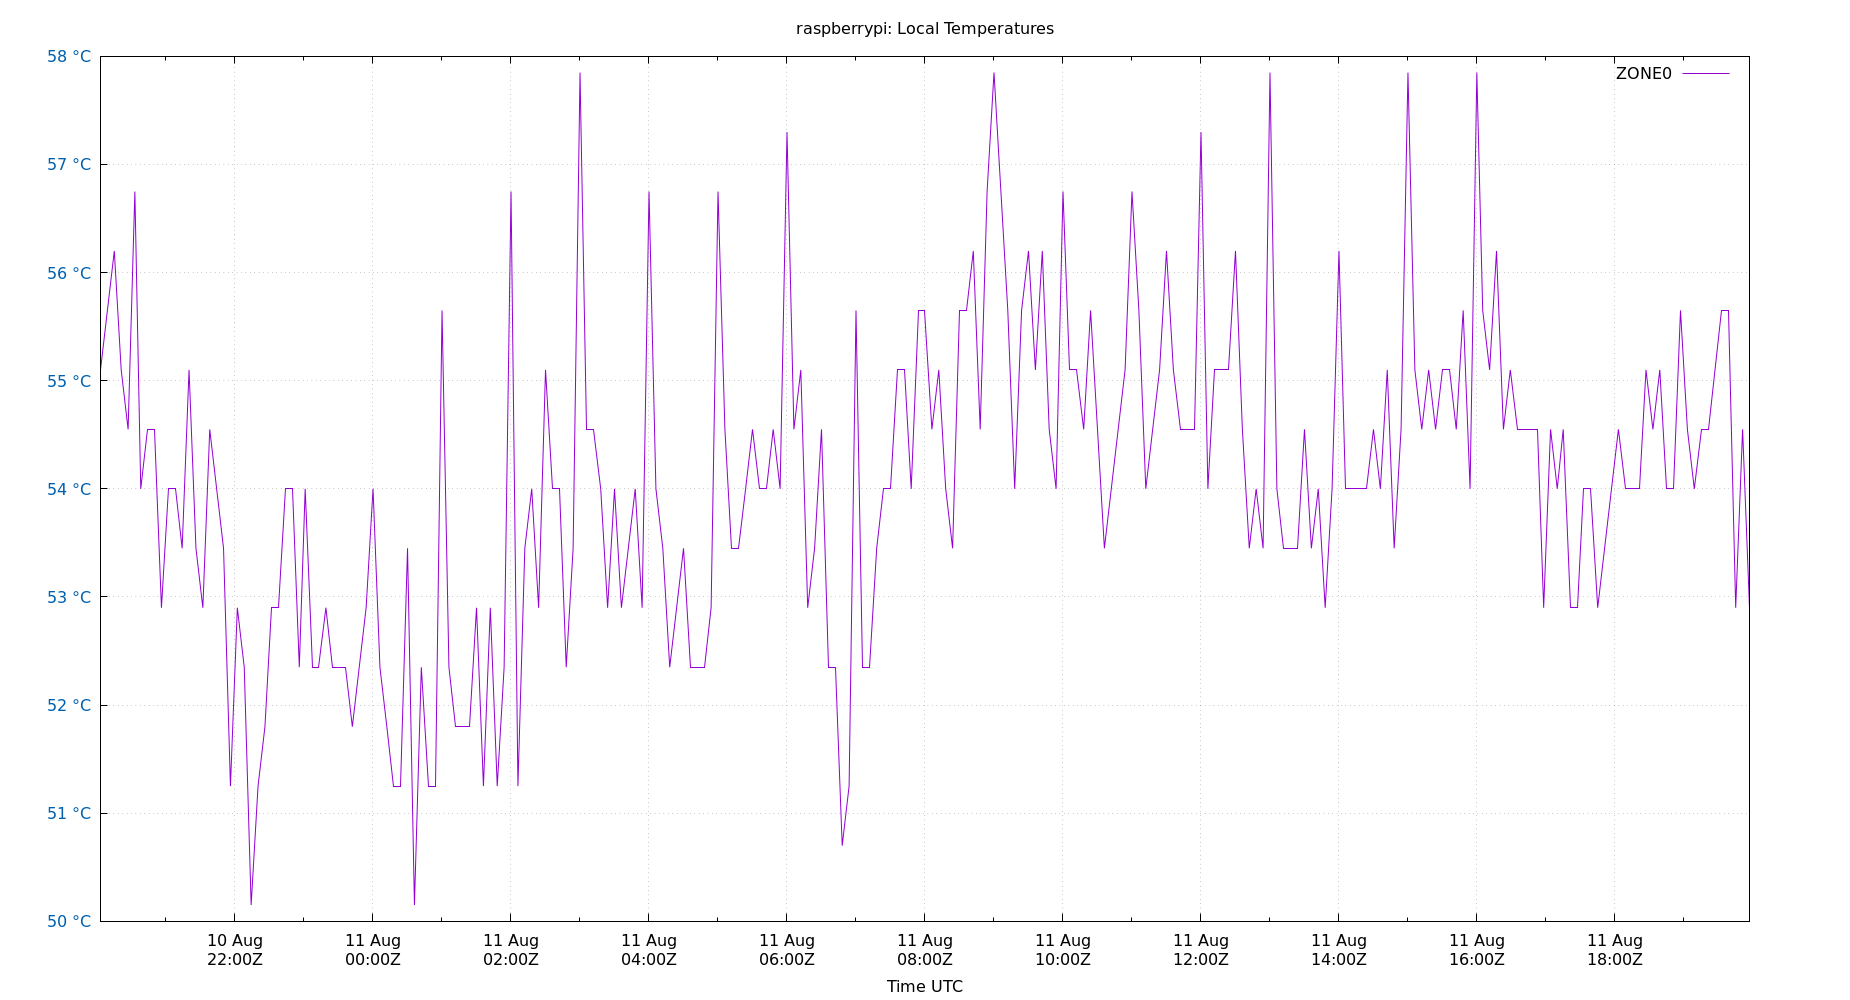 raspberrypi: Local Temperatures
58 °C
57 °C
56 °C
55 °C
54 °C
53 °C
52 °C
51 °C
50 °C
ZONE0
10 Aug 11 Aug 11 Aug 11 Aug 11 Aug 11 Aug 11 Aug 11 Aug 11 Aug 11 Aug 11 Aug
22:00Z 00:00Z 02:00Z 04:00Z 06:00Z 08:00Z 10:00Z 12:00Z 14:00Z 16:00Z 18:00Z
Time UTC